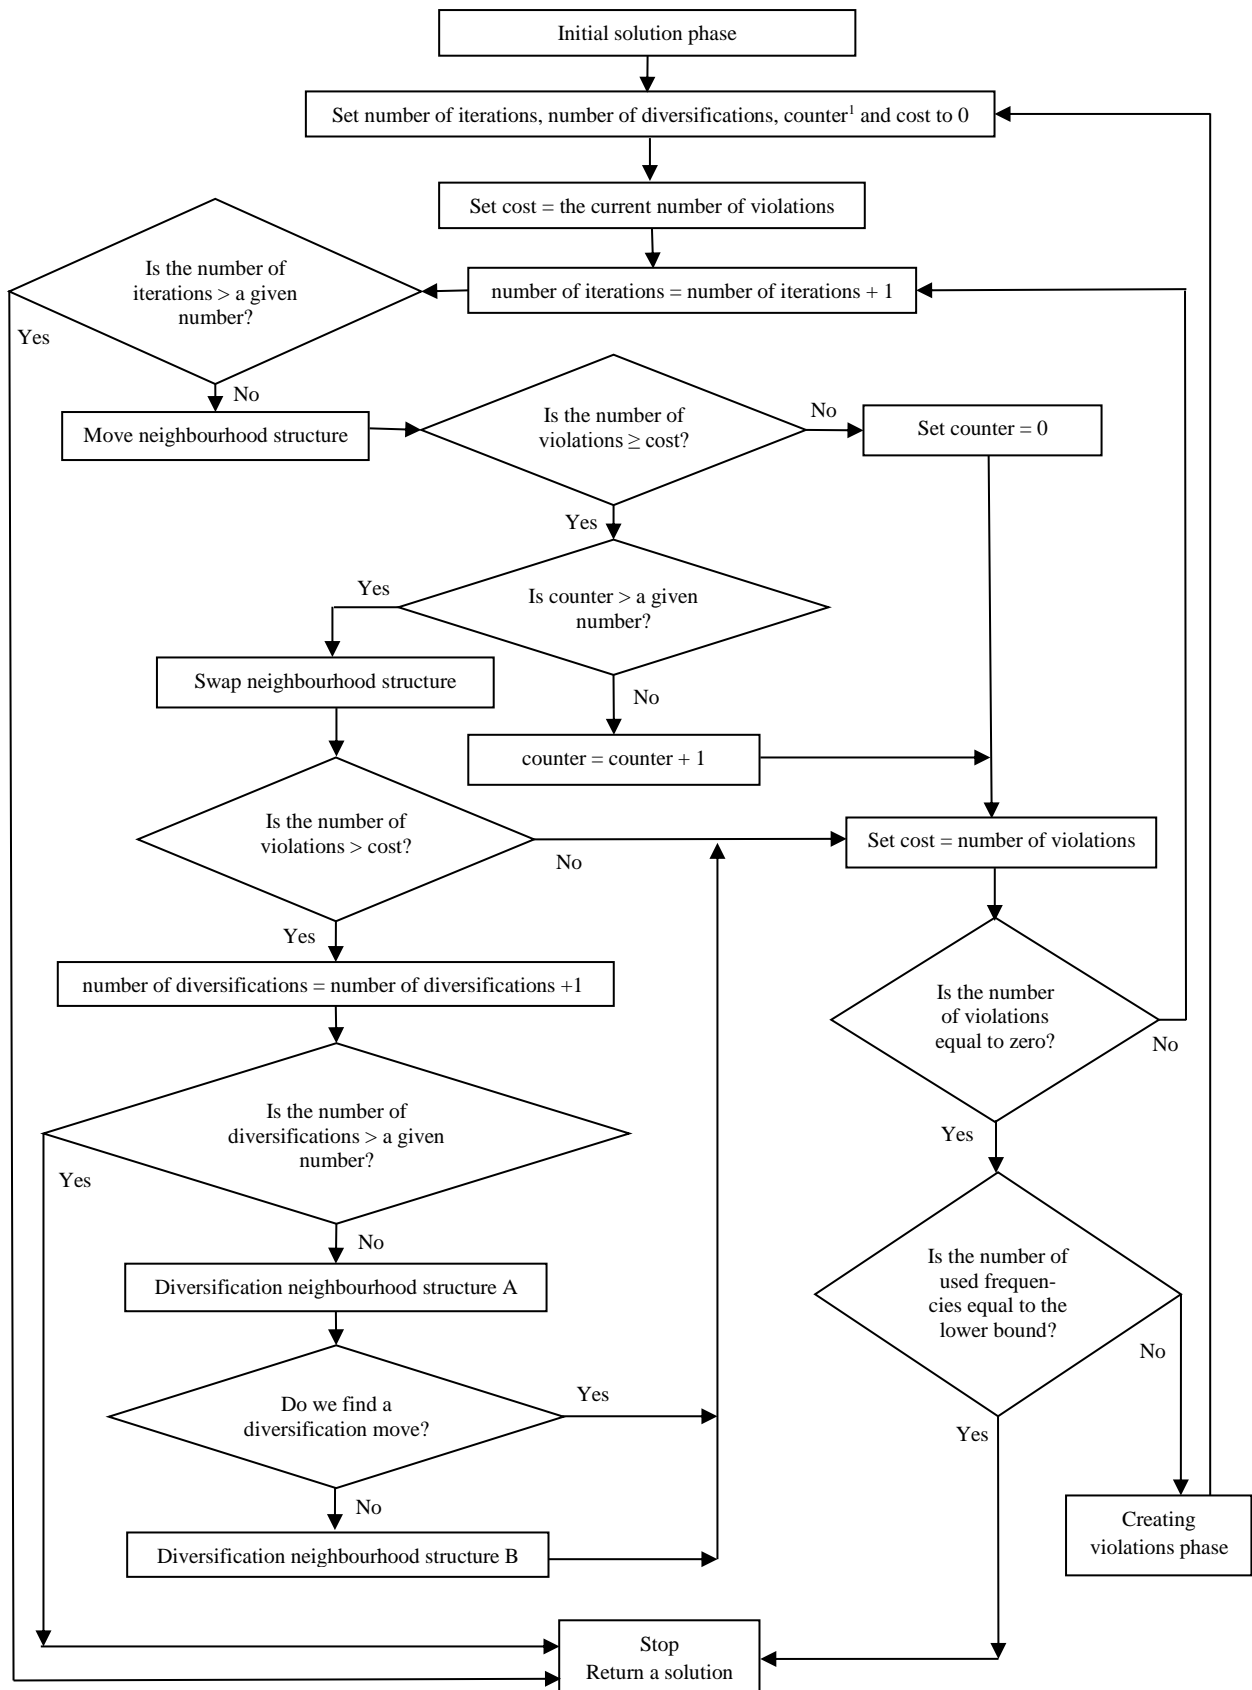 Initial solution phase
Set number of iterations, number of diversifications, counter¹ and cost to 0
Set cost = the current number of violations
number of iterations = number of iterations + 1
Is the number of
iterations > a given
number?
Yes
No
Move neighbourhood structure
Is the number of
violations ≥ cost?
No
Set counter = 0
Yes
Is counter > a given
number?
Yes
Swap neighbourhood structure
No
counter = counter + 1
Is the number of
violations > cost?
No
Set cost = number of violations
Yes
number of diversifications = number of diversifications +1
Is the number
of violations
equal to zero?
No
Yes
Is the number of
diversifications > a given
number?
Yes
No
Diversification neighbourhood structure A
Is the number of
used frequen-
cies equal to the
lower bound?
No
Yes
Do we find a
diversification move?
Yes
No
Diversification neighbourhood structure B
Creating
violations phase
Stop
Return a solution